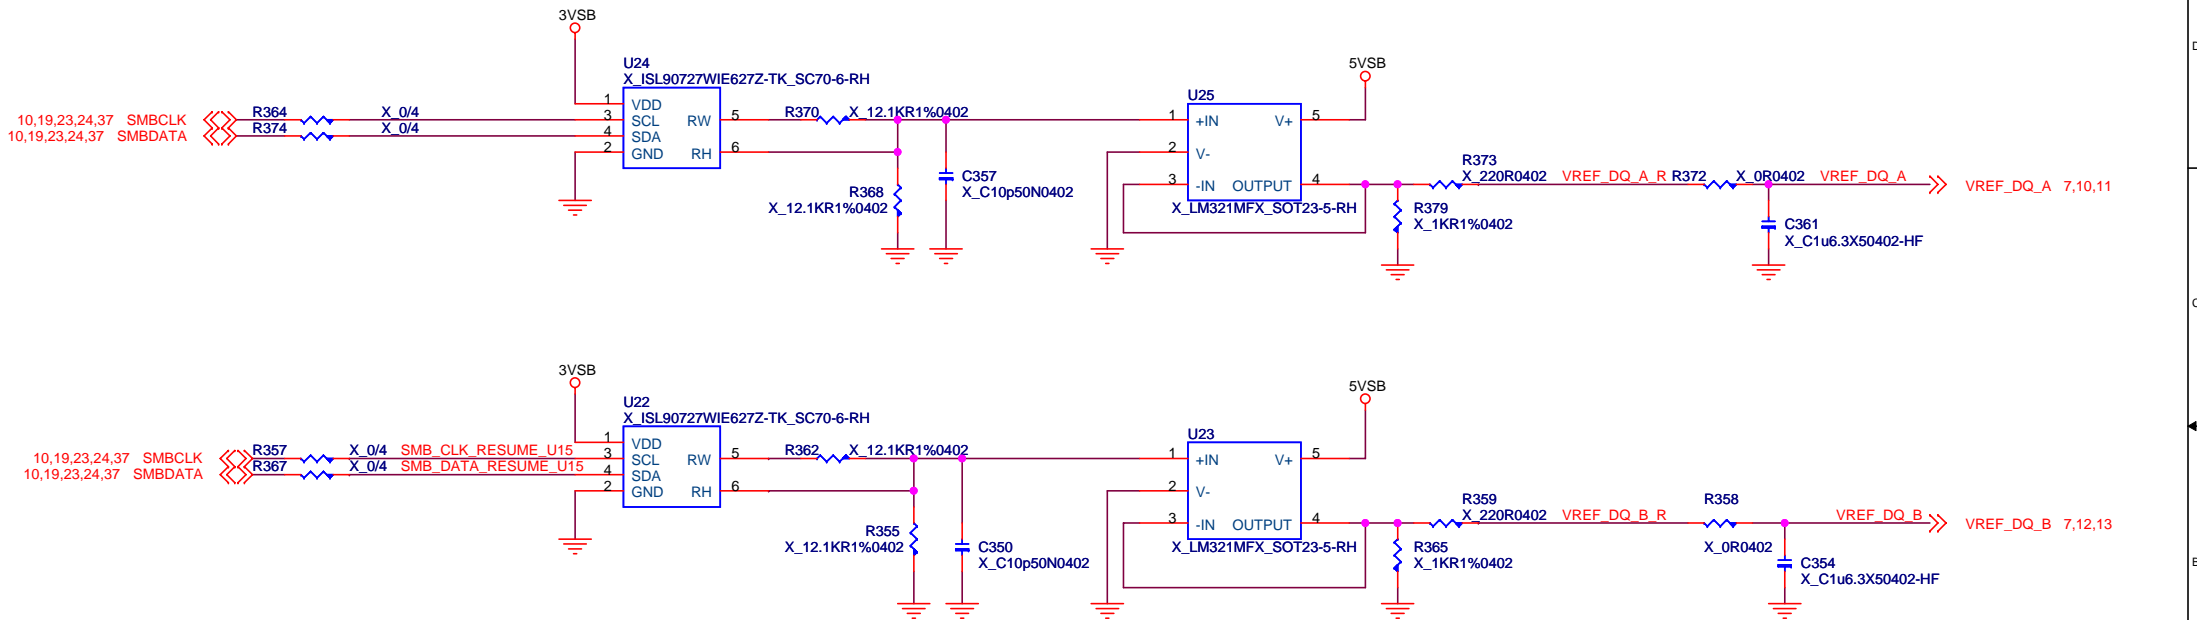 3VSB
U24
X_ISL90727WIE627Z-TK_SC70-6-RH
5VSB
U25
10,19,23,24,37 SMBCLK
R364 X_0/4
1 VDD
3 SCL RW 5
R370 X_12.1KR1%0402
1 +IN V+ 5
10,19,23,24,37 SMBDATA
R374 X_0/4
4 SDA
2 GND RH 6
2 V-
3 -IN OUTPUT 4
X_LM321MFX_SOT23-5-RH
R368
X_12.1KR1%0402
C357
X_C10p50N0402
R373
X_220R0402
VREF_DQ_A_R
R372 X_0R0402
VREF_DQ_A
VREF_DQ_A 7,10,11
R379
X_1KR1%0402
C361
X_C1u6.3X50402-HF
D
C
3VSB
U22
X_ISL90727WIE627Z-TK_SC70-6-RH
5VSB
U23
10,19,23,24,37 SMBCLK
R357 X_0/4 SMB_CLK_RESUME_U15
1 VDD
3 SCL RW 5
R362 X_12.1KR1%0402
1 +IN V+ 5
10,19,23,24,37 SMBDATA
R367 X_0/4 SMB_DATA_RESUME_U15
4 SDA
2 GND RH 6
2 V-
3 -IN OUTPUT 4
X_LM321MFX_SOT23-5-RH
R355
X_12.1KR1%0402
C350
X_C10p50N0402
R359
X_220R0402
VREF_DQ_B_R
R358
X_0R0402
VREF_DQ_B
VREF_DQ_B 7,12,13
R365
X_1KR1%0402
C354
X_C1u6.3X50402-HF